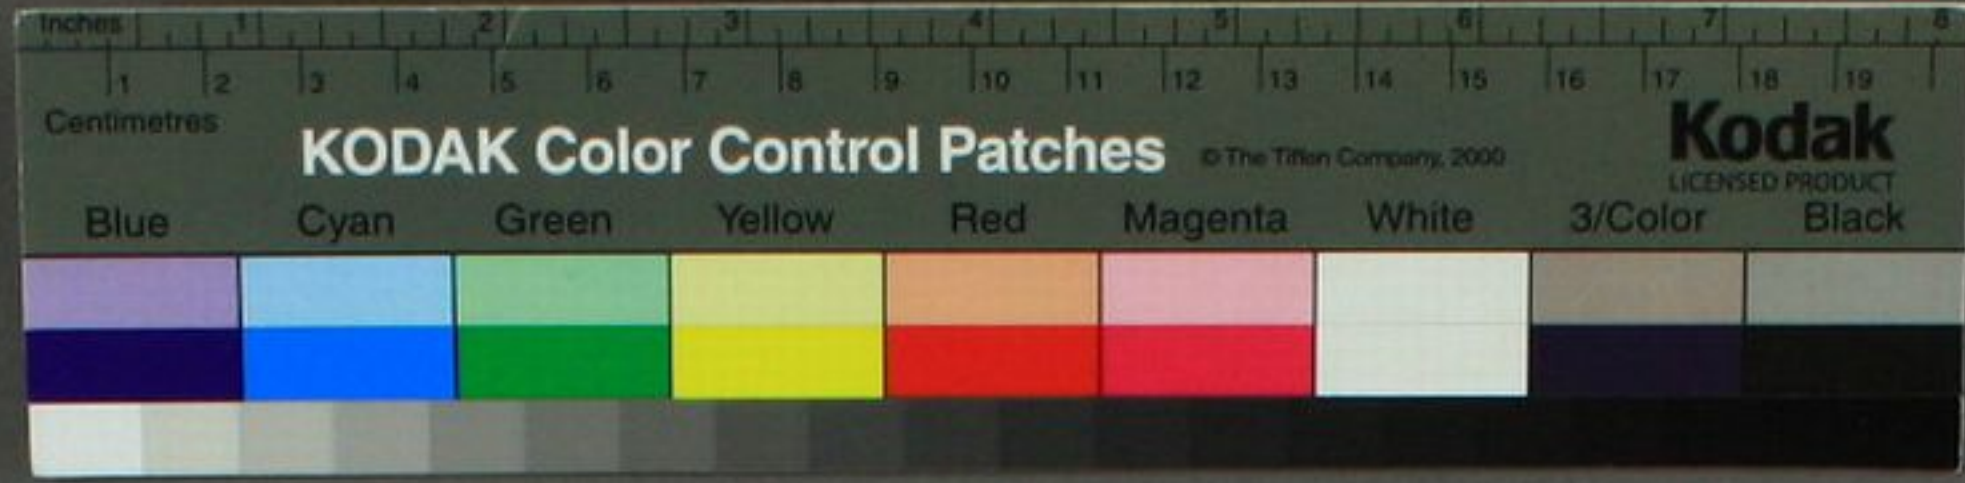 Inches 1 2 3 4 5 6 7 8
1 2 3 4 5 6 7 8 9 10 11 12 13 14 15 16 17 18 19
Centimetres
KODAK Color Control Patches © The Tiffen Company, 2000 Kodak
LICENSED PRODUCT
Blue Cyan Green Yellow Red Magenta White 3/Color Black